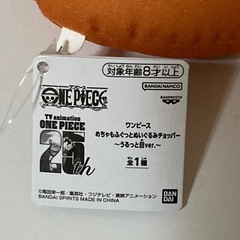 対象年齢8才以上
ONE PIECE
BANDAI NAMCO
BANPRESTO
TV animation
ONE PIECE
20th
ワンピース
めちゃもふぐっとぬいぐるみチョッパー
～うるっと目ver.～
全1種
©尾田栄一郎／集英社・フジテレビ・東映アニメーション
BANDAI SPIRITS MADE IN CHINA
BANDAI